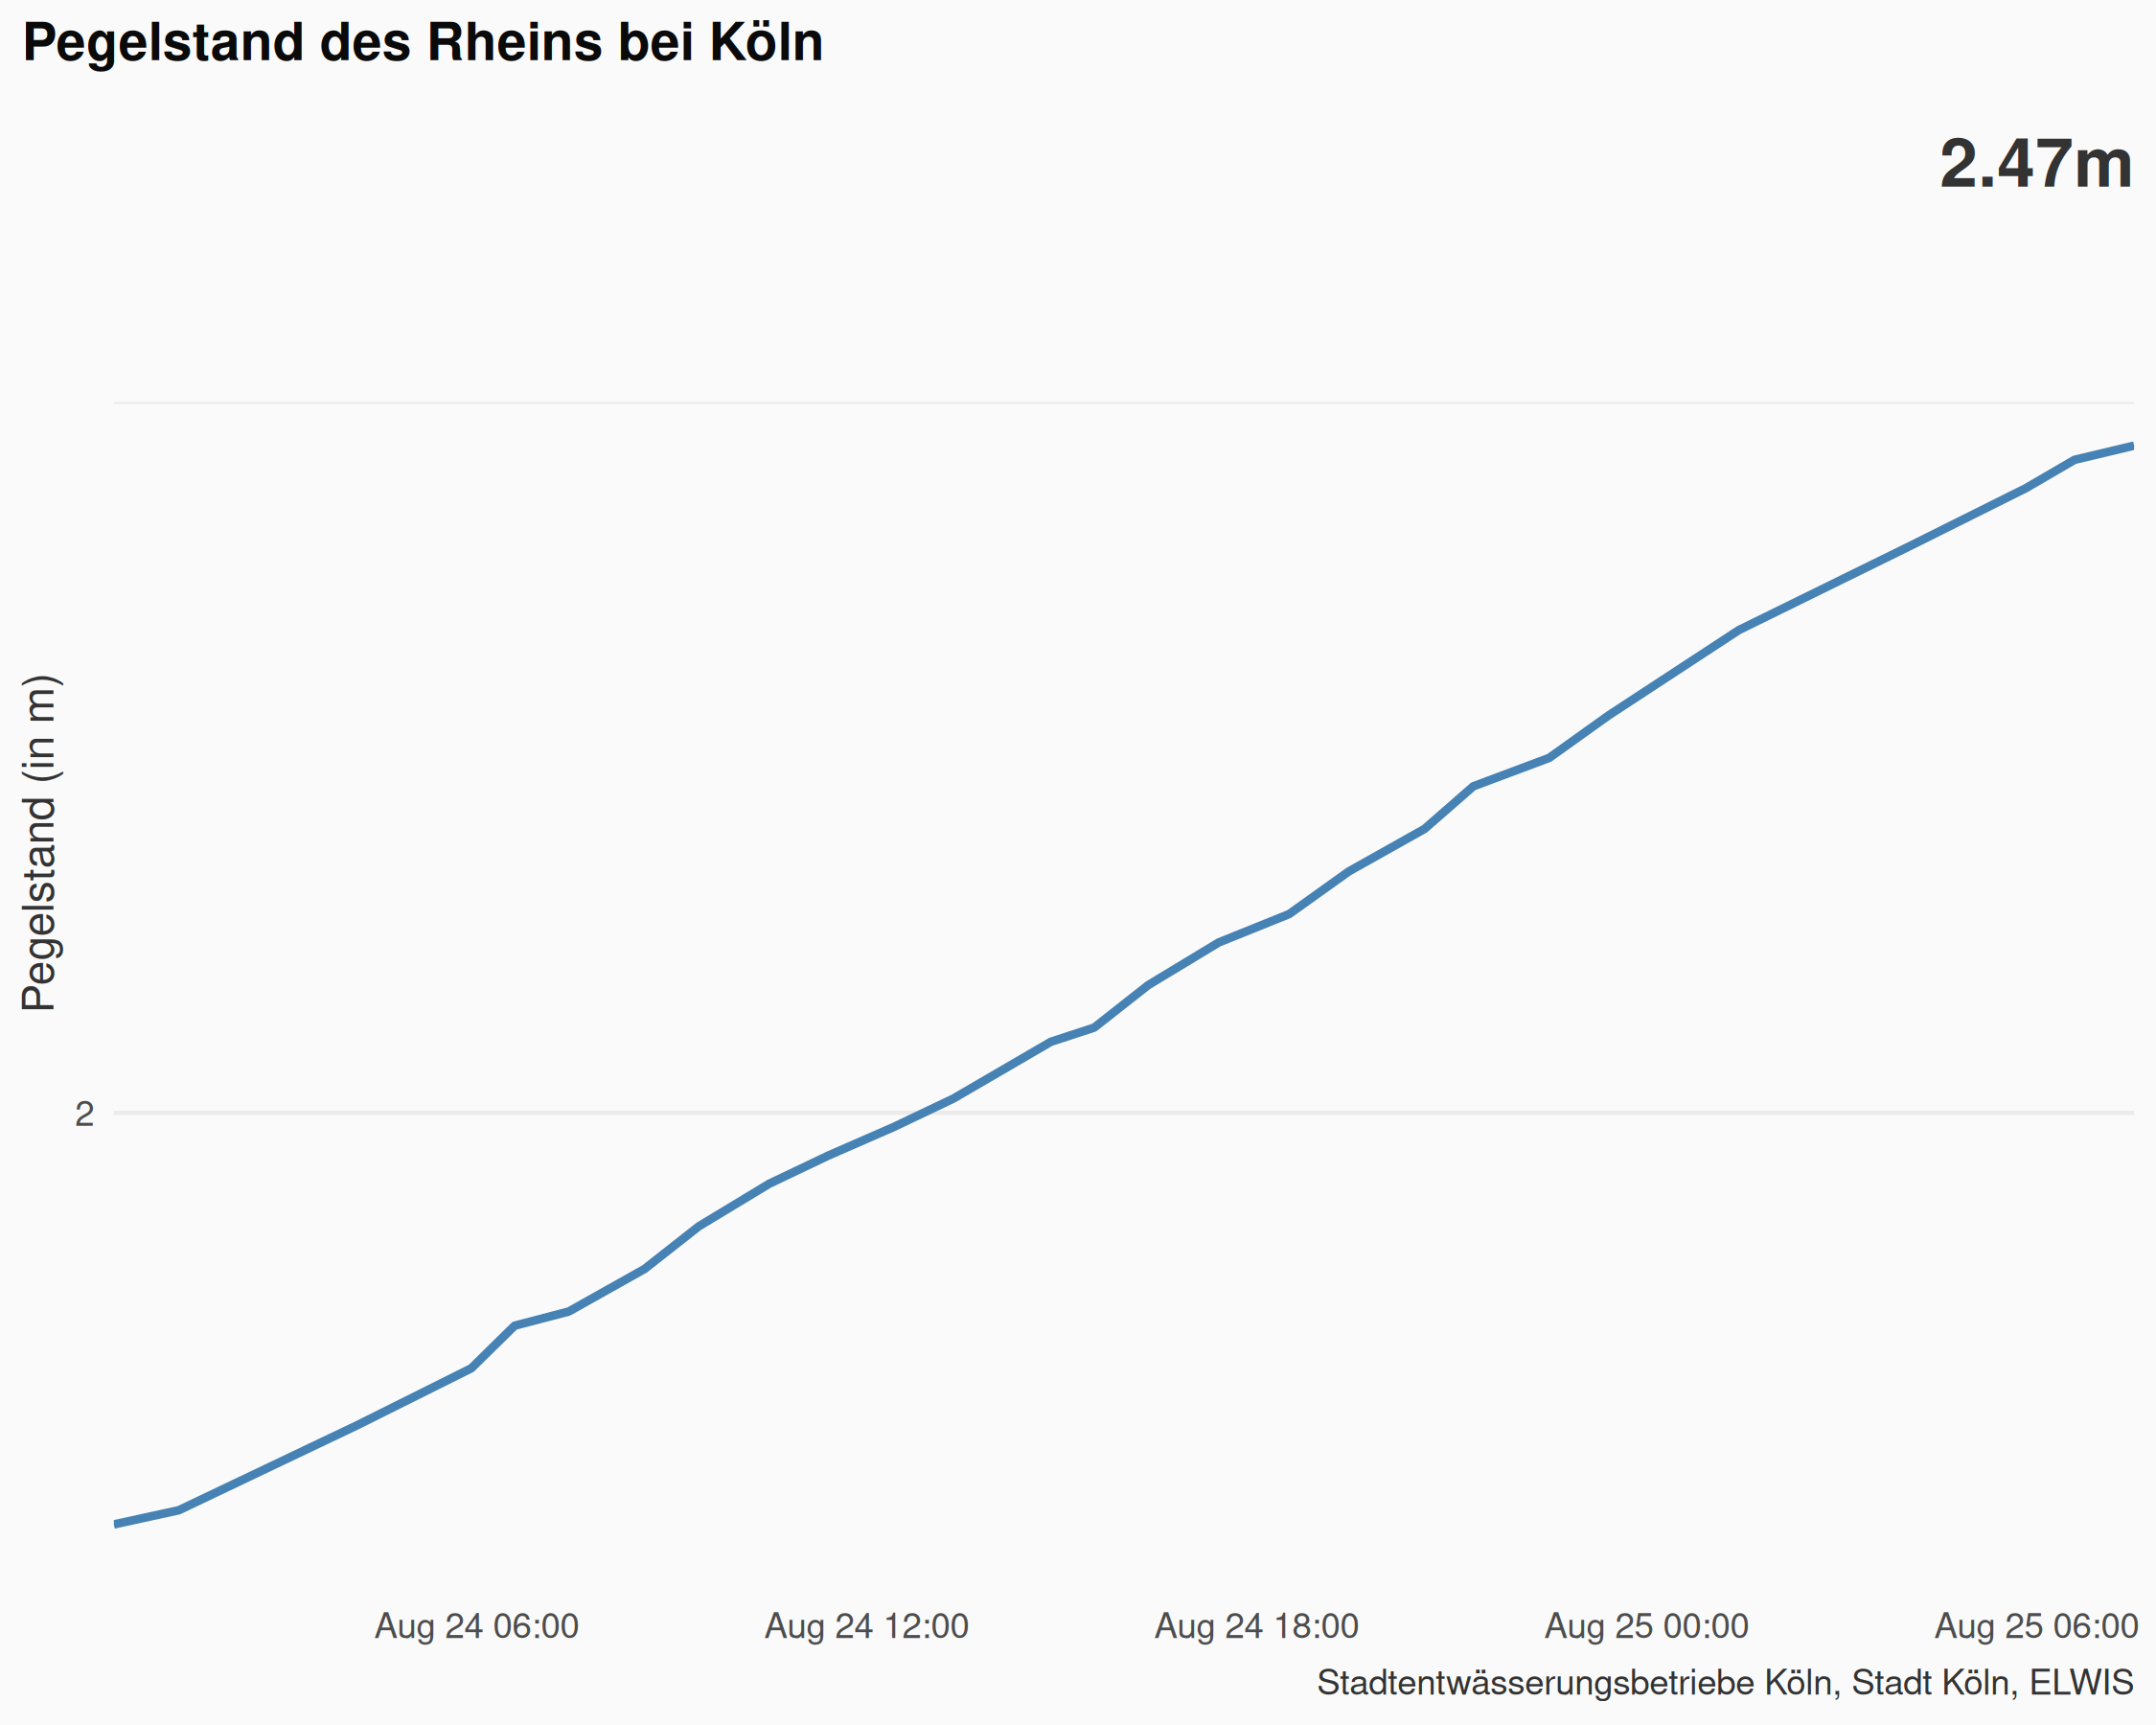 Pegelstand des Rheins bei Köln
2.47m
Pegelstand (in m)
2
Aug 24 06:00
Aug 24 12:00
Aug 24 18:00
Aug 25 00:00
Aug 25 06:00
Stadtentwässerungsbetriebe Köln, Stadt Köln, ELWIS